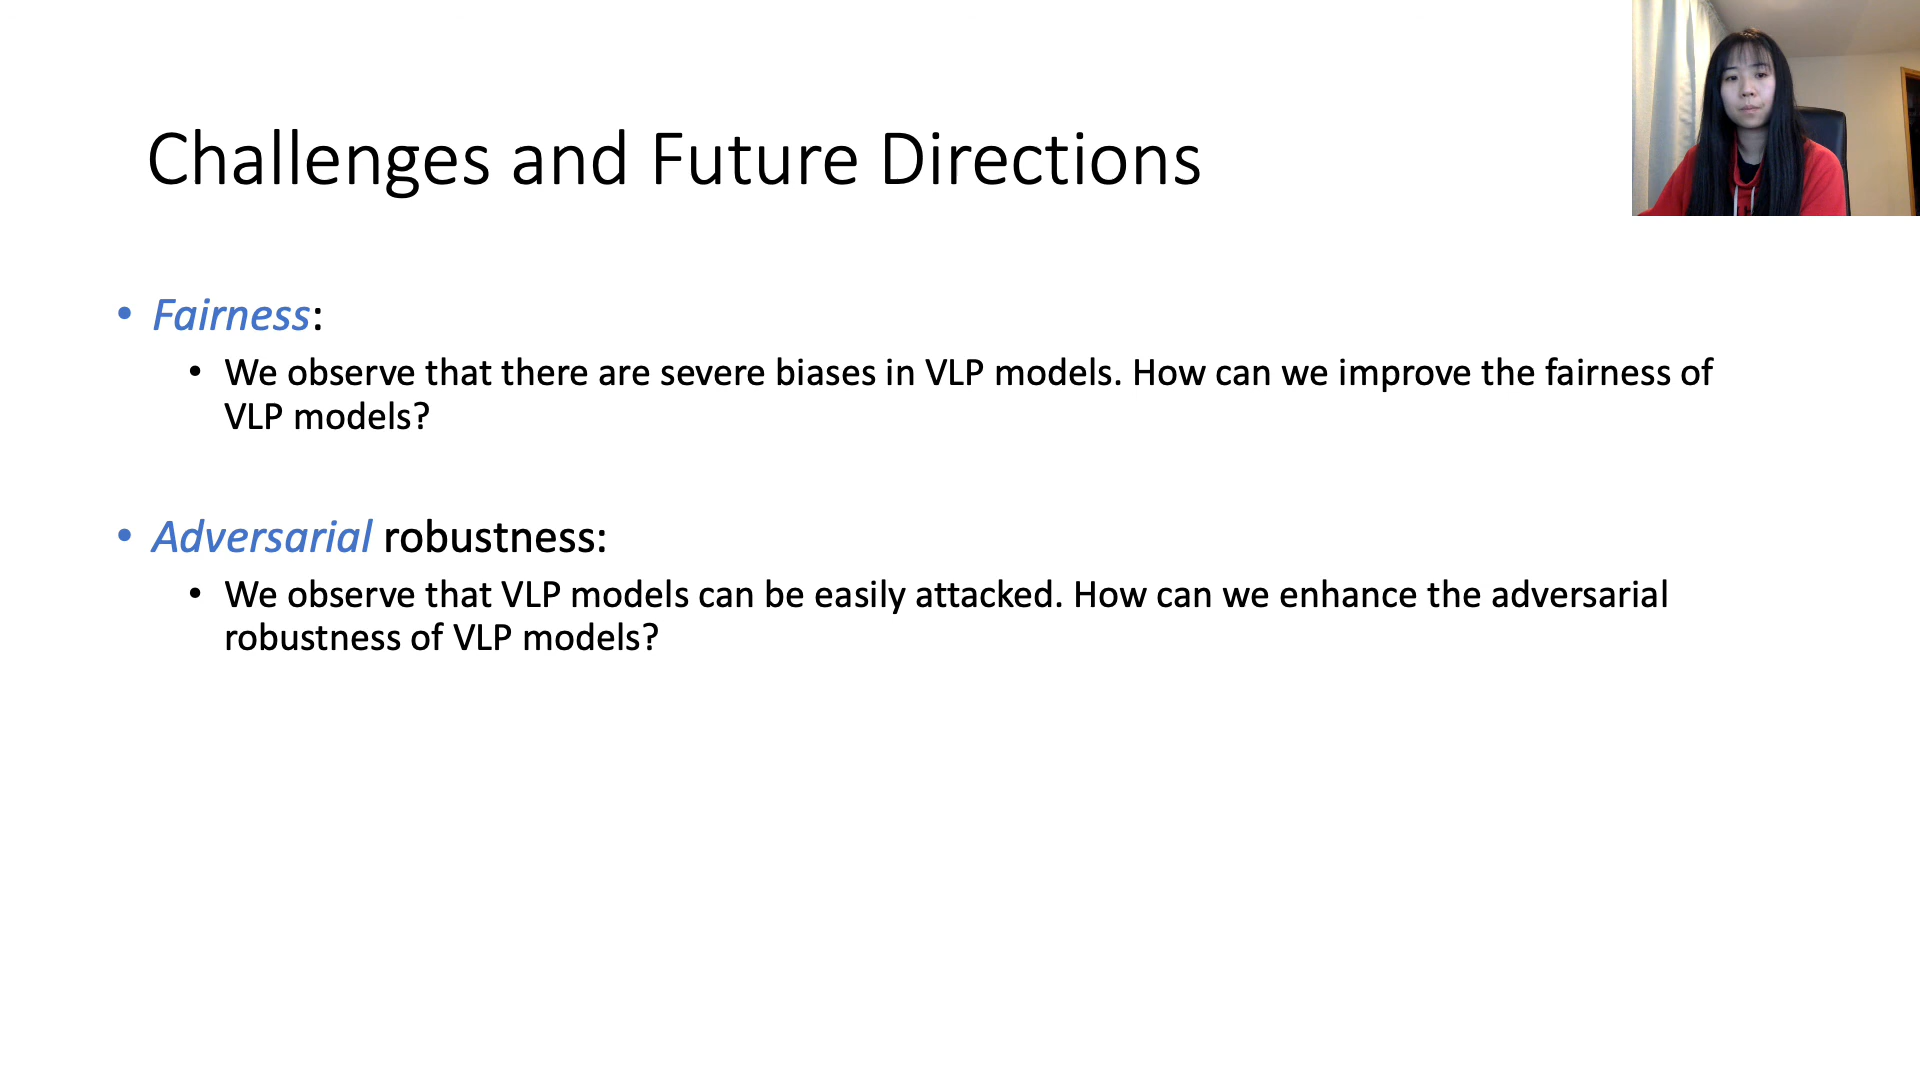 Challenges and Future Directions
• Fairness:
• We observe that there are severe biases in VLP models. How can we improve the fairness of
VLP models?
• Adversarial robustness:
• We observe that VLP models can be easily attacked. How can we enhance the adversarial
robustness of VLP models?